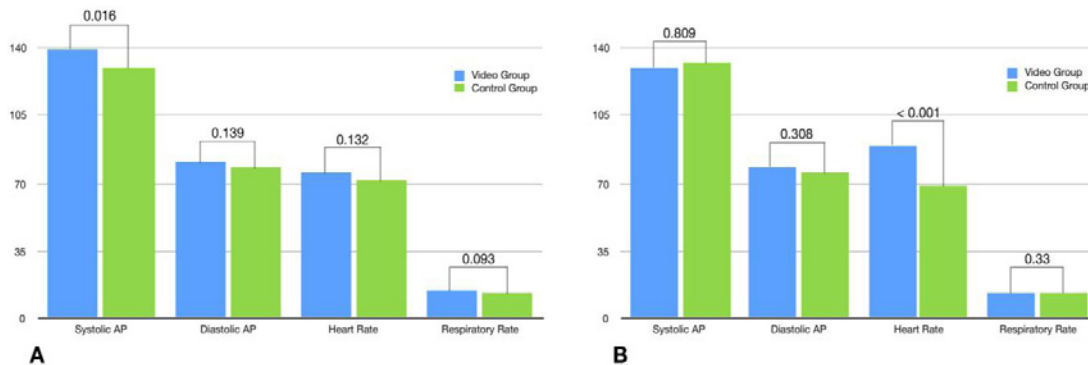 0.016
140
Video Group
Control Group
105
0.139
0.132
70
35
0.093
0
Systolic AP Diastolic AP Heart Rate Respiratory Rate
A
0.809
140
Video Group
Control Group
< 0.001
105
0.308
70
35
0.33
0
Systolic AP Diastolic AP Heart Rate Respiratory Rate
B